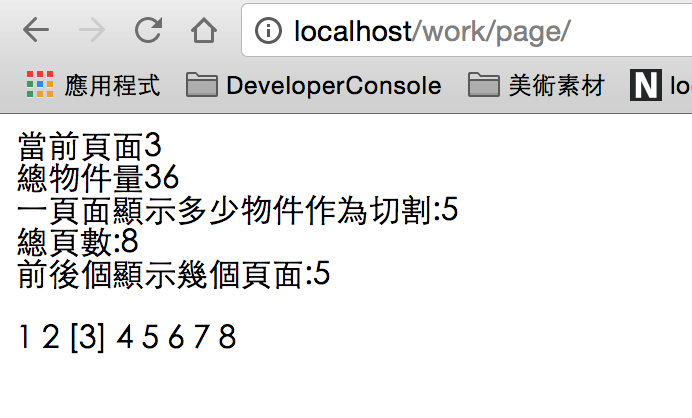 localhost/work/page/
應用程式 DeveloperConsole 美術素材 N lo
當前頁面3
總物件量36
一頁面顯示多少物件作為切割:5
總頁數:8
前後個顯示幾個頁面:5
1 2 [3] 4 5 6 7 8